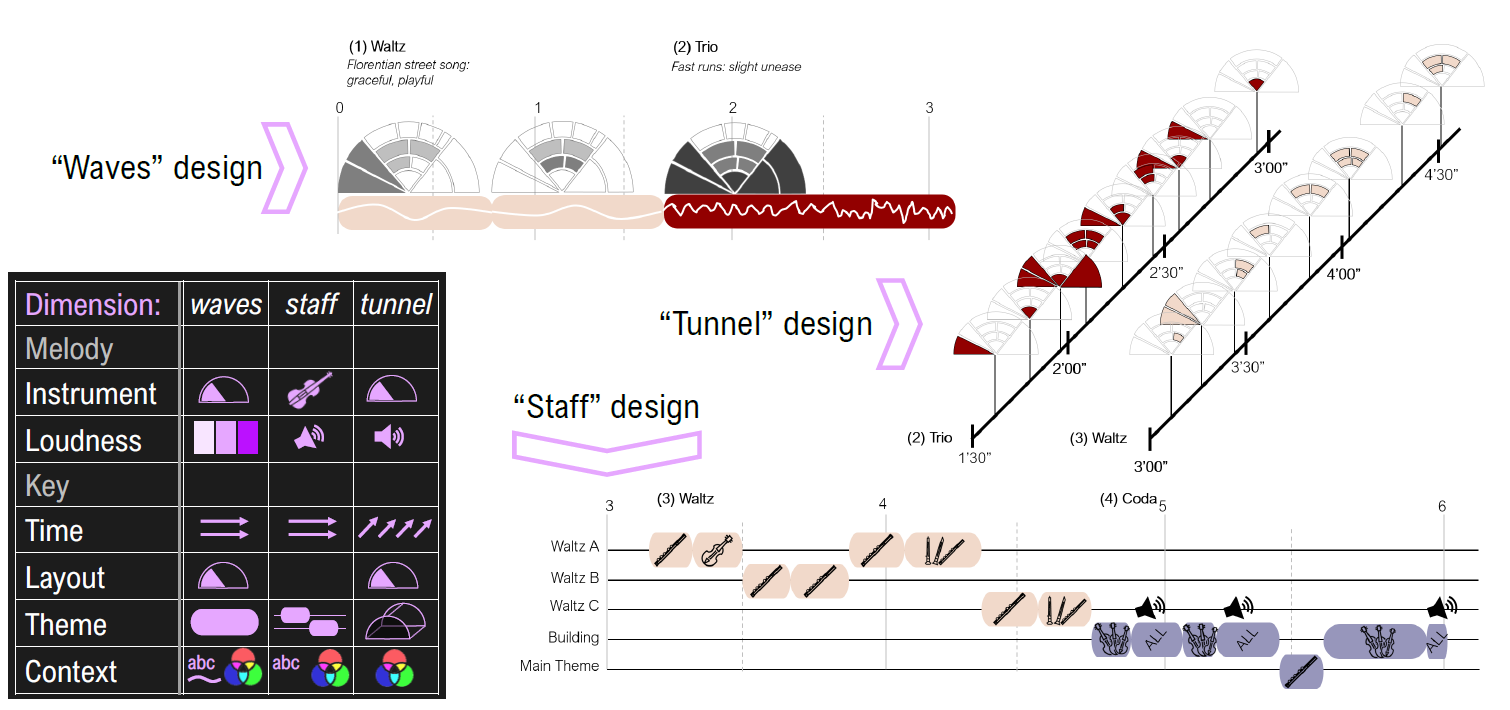 (1) Waltz
Florentian street song:
graceful, playful
(2) Trio
Fast runs: slight unease
0
1
2
3
“Waves” design
3’00”
2’30”
2’00”
(2) Trio
1’30”
4’30”
4’00”
3’30”
(3) Waltz
3’00”
“Tunnel” design
“Staff” design
Dimension:
waves
staff
tunnel
Melody
Instrument
Loudness
Key
Time
Layout
Theme
Context
abc
abc
3
(3) Waltz
4
(4) Coda
5
6
Waltz A
Waltz B
Waltz C
Building
ALL
ALL
ALL
Main Theme